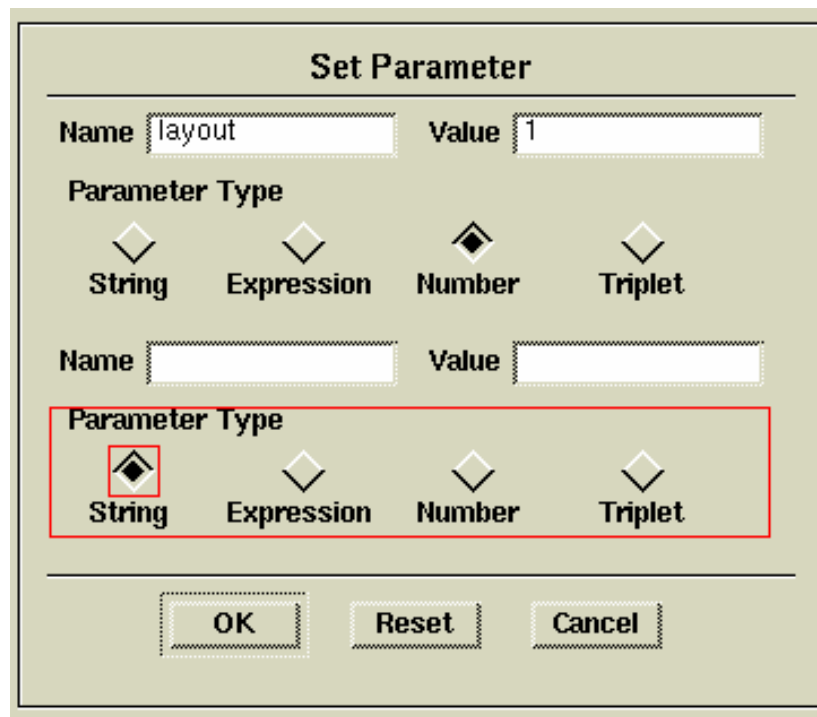 Set Parameter
Name layout Value 1
Parameter Type
String Expression Number Triplet
Name Value
Parameter Type
String Expression Number Triplet
OK Reset Cancel